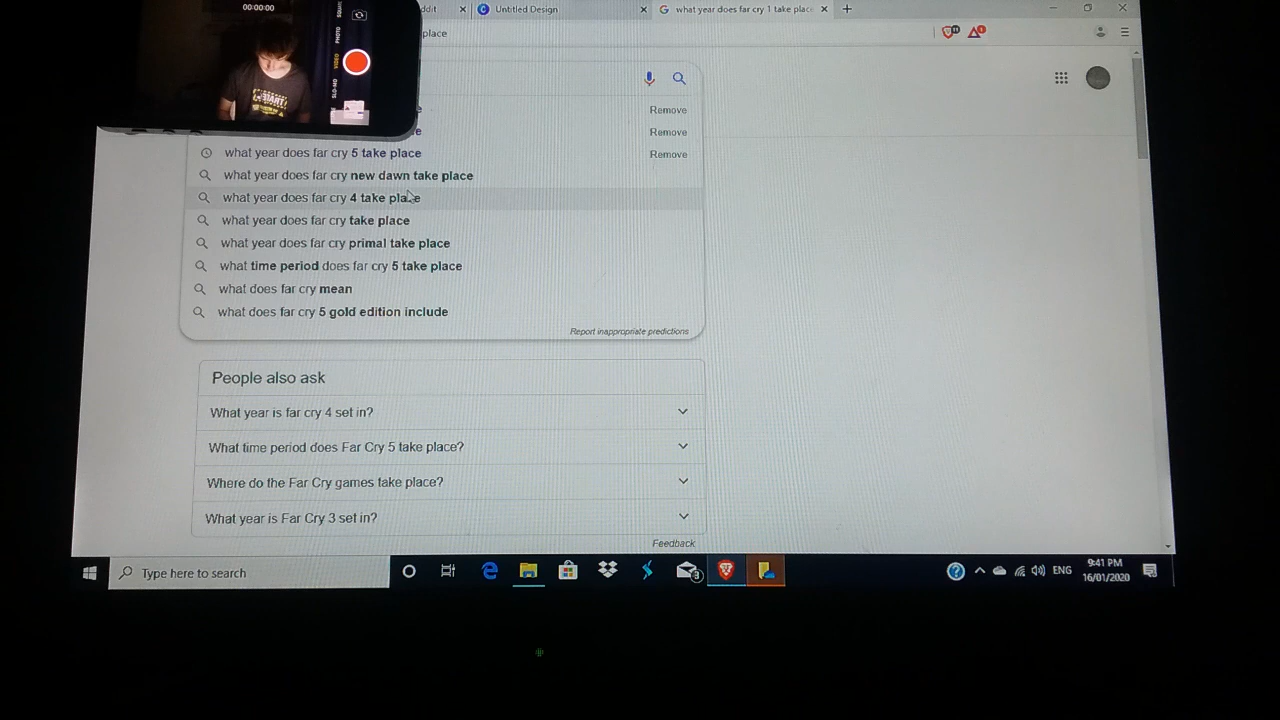 00:00:00
SLO-MO
VIDEO
PHOTO
ddit
Untitled Design
what year does far cry 1 take place
place
Remove
Remove
what year does far cry 5 take place
Remove
what year does far cry new dawn take place
what year does far cry 4 take place
what year does far cry take place
what year does far cry primal take place
what time period does far cry 5 take place
what does far cry mean
what does far cry 5 gold edition include
Report inappropriate predictions
People also ask
What year is far cry 4 set in?
What time period does Far Cry 5 take place?
Where do the Far Cry games take place?
What year is Far Cry 3 set in?
Feedback
Type here to search
3
ENG
9:41 PM
16/01/2020